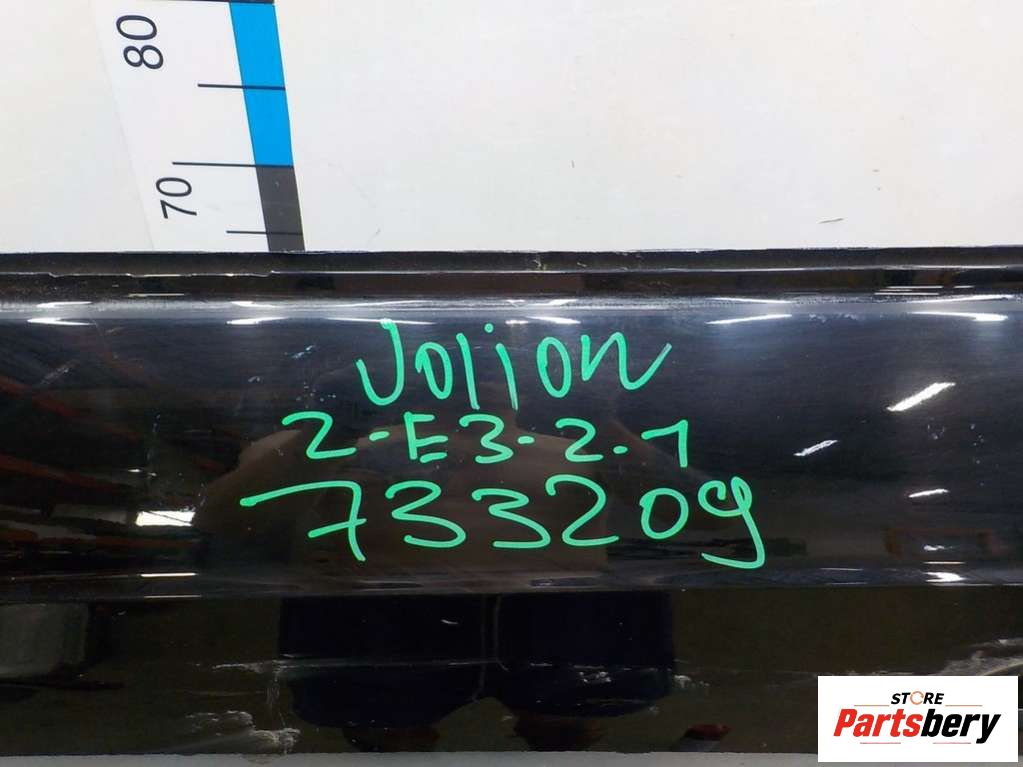 80
70
Jolion
2-E3-2.1
733209
STORE
Partsbery